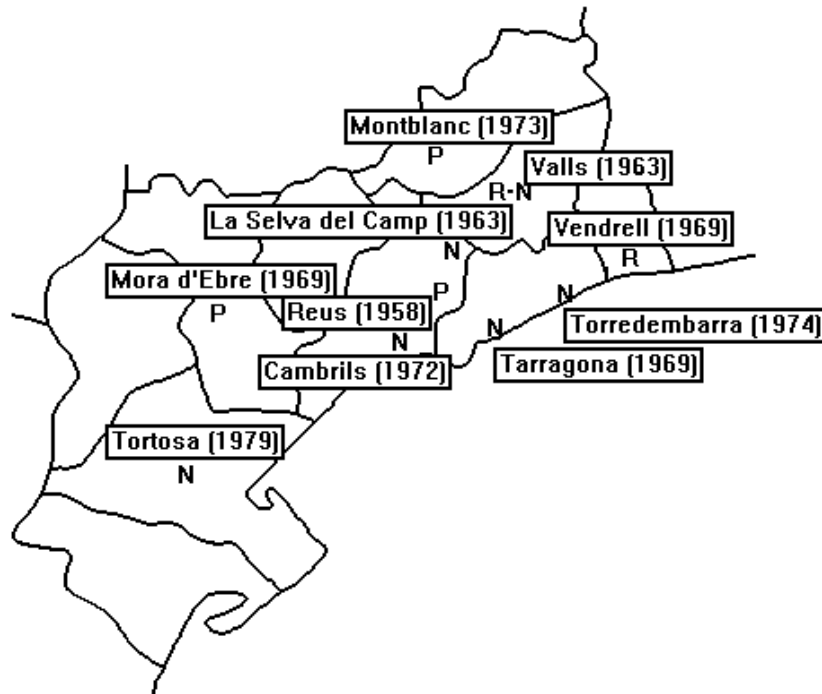 Montblanc (1973)
P
Valls (1963)
R-N
La Selva del Camp (1963)
Vendrell (1969)
N
R
Mora d'Ebre (1969)
P
P
N
Reus (1958)
Torredembarra (1974)
N
N
Cambrils (1972)
Tarragona (1969)
Tortosa (1979)
N